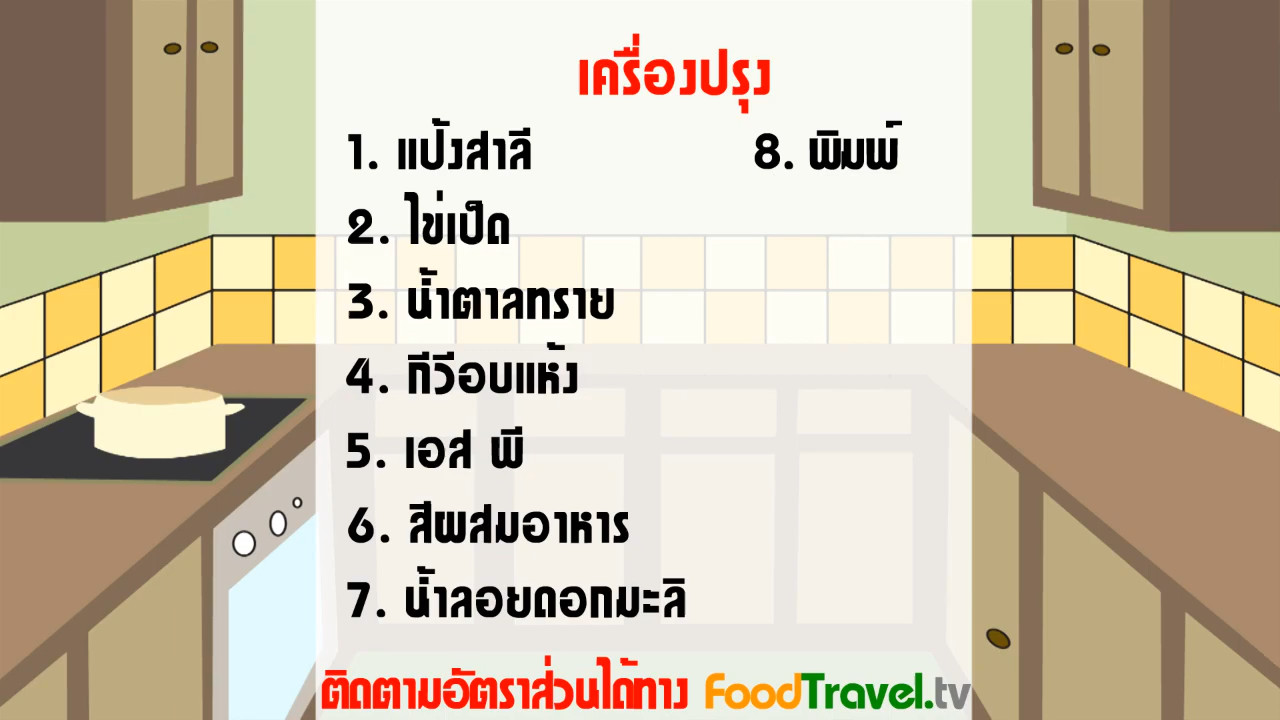 เครื่องปรุง
1. แป้งสาลี
2. ไข่เป็ด
3. น้ำตาลทราย
4. กีวีอบแห้ง
5. เอส พี
6. สีผสมอาหาร
7. น้ำลอยดอกมะลิ
8. พิมพ์
ติดตามอัตราส่วนได้ทาง FoodTravel.tv